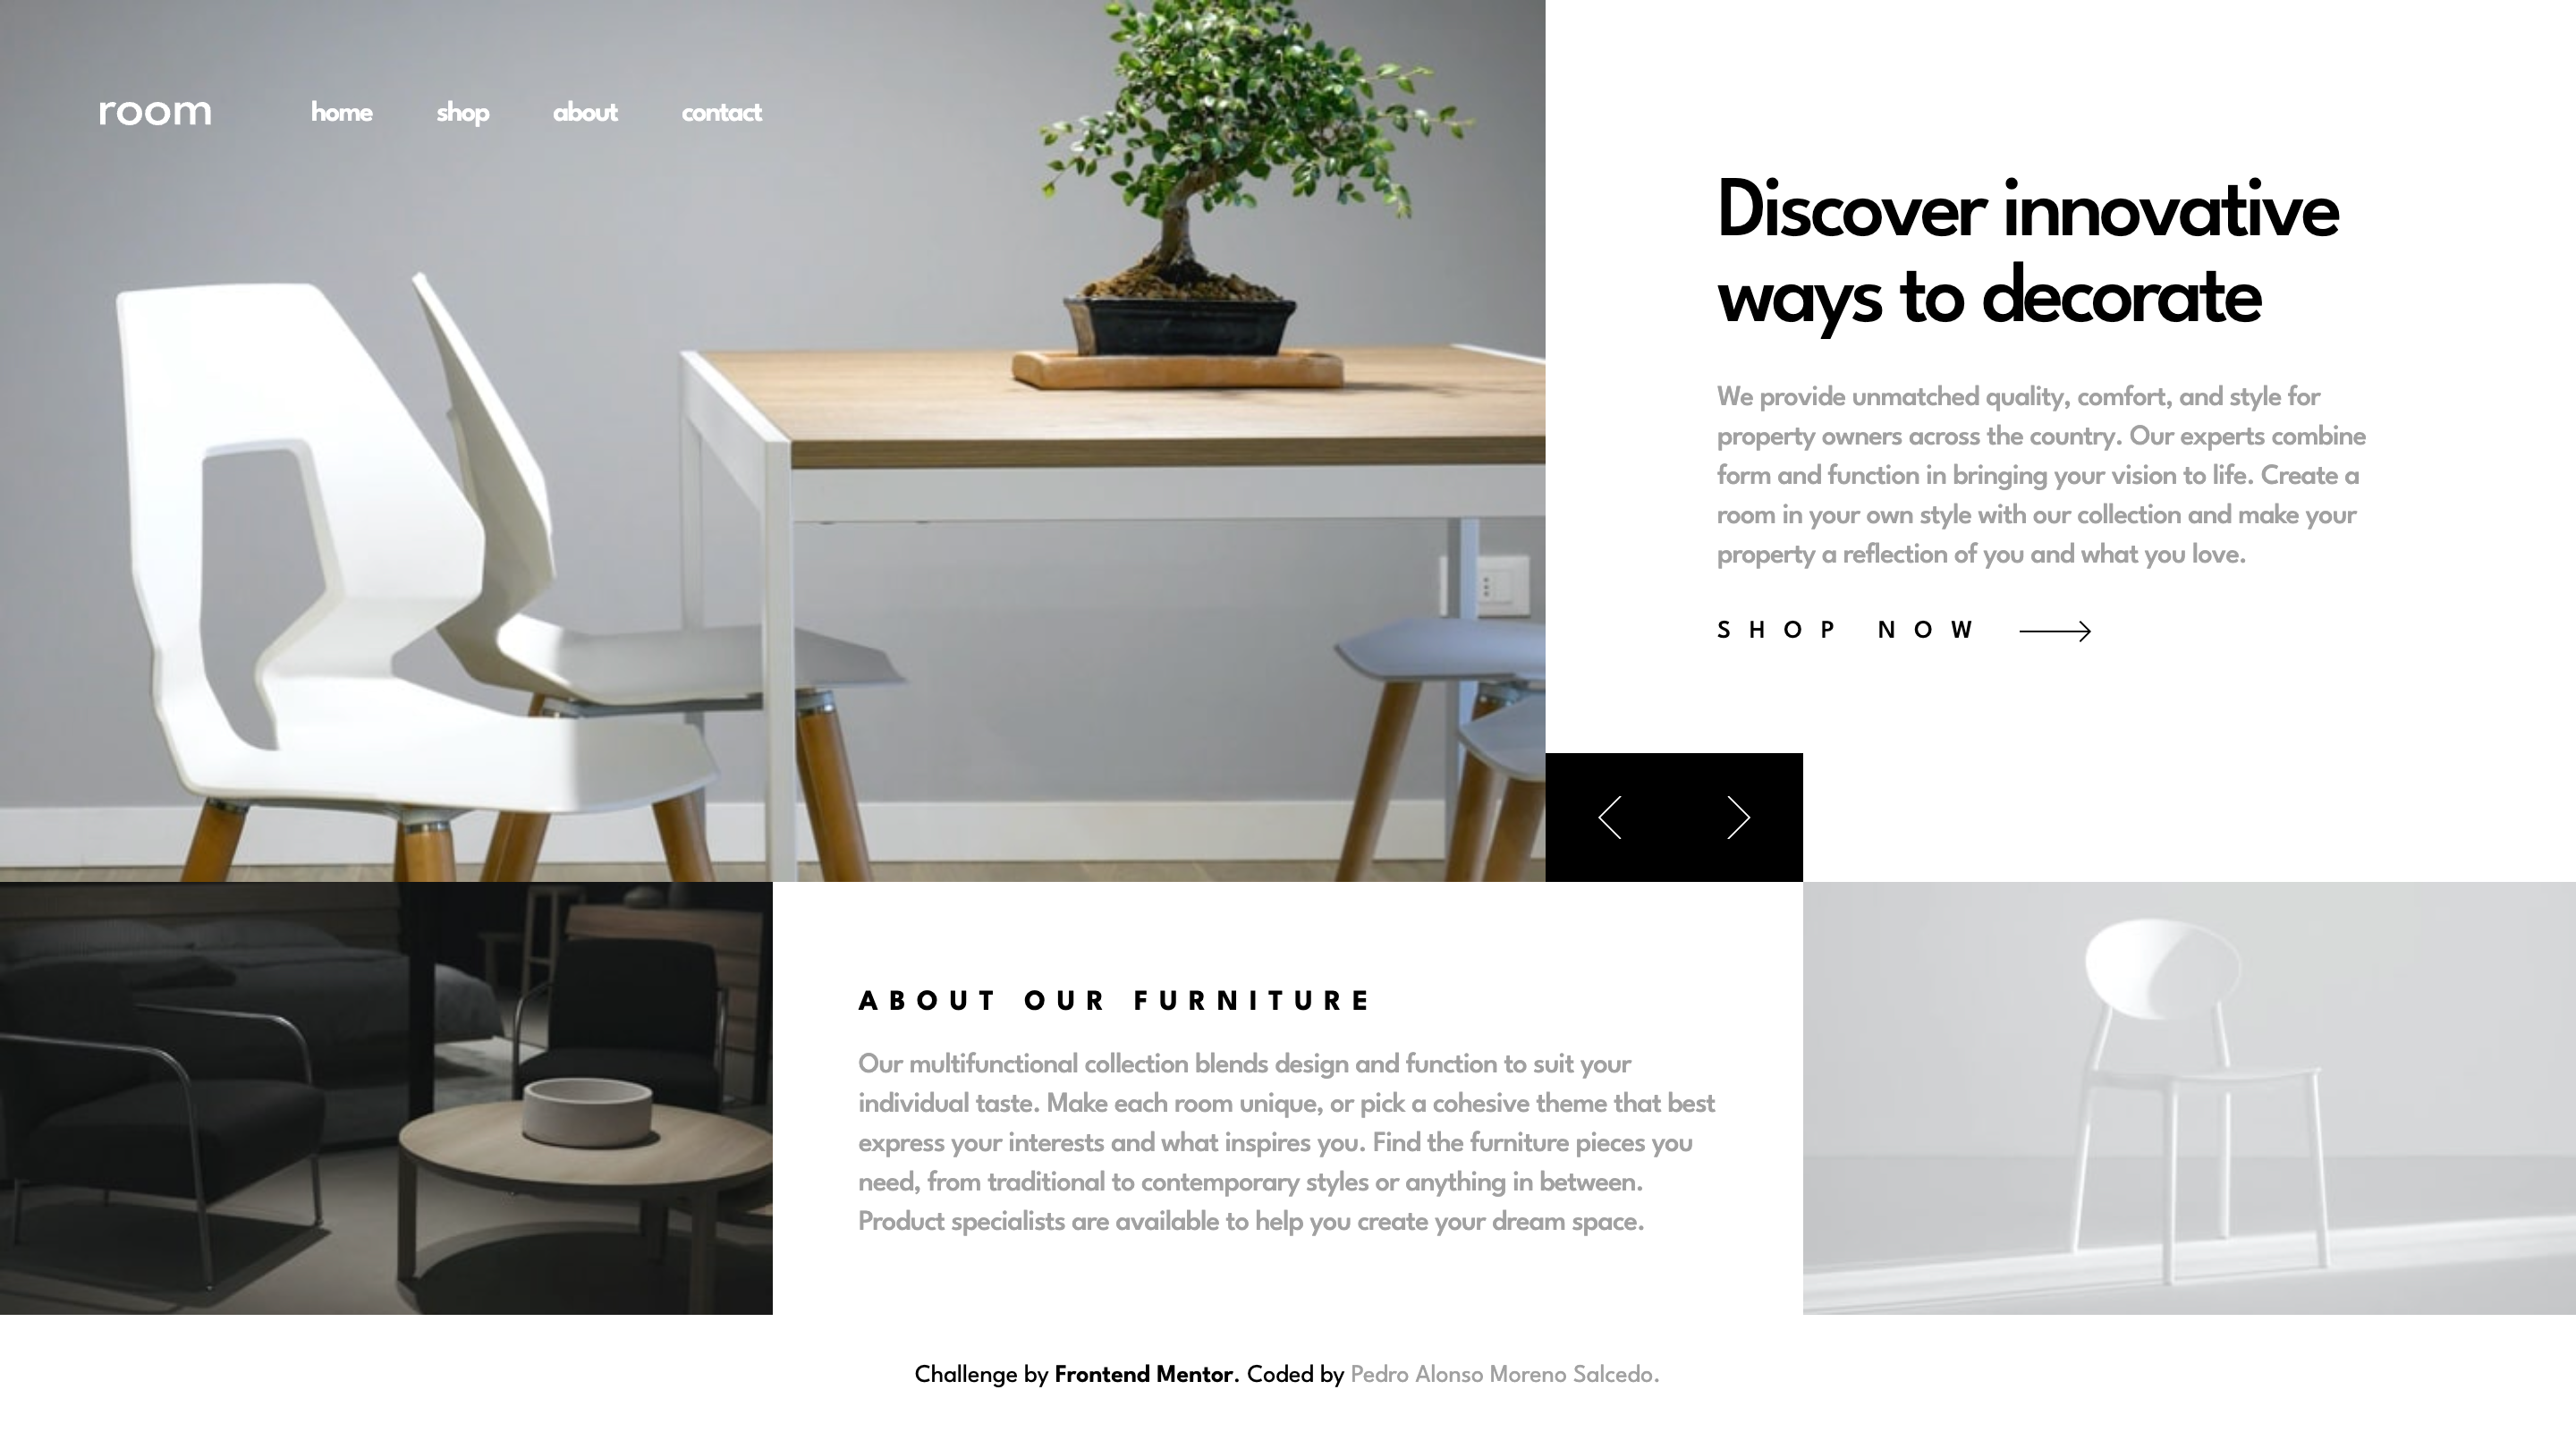 room
home
shop
about
contact
Discover innovative
ways to decorate
We provide unmatched quality, comfort, and style for
property owners across the country. Our experts combine
form and function in bringing your vision to life. Create a
room in your own style with our collection and make your
property a reflection of you and what you love.
SHOP NOW
ABOUT OUR FURNITURE
Our multifunctional collection blends design and function to suit your
individual taste. Make each room unique, or pick a cohesive theme that best
express your interests and what inspires you. Find the furniture pieces you
need, from traditional to contemporary styles or anything in between.
Product specialists are available to help you create your dream space.
Challenge by Frontend Mentor. Coded by Pedro Alonso Moreno Salcedo.